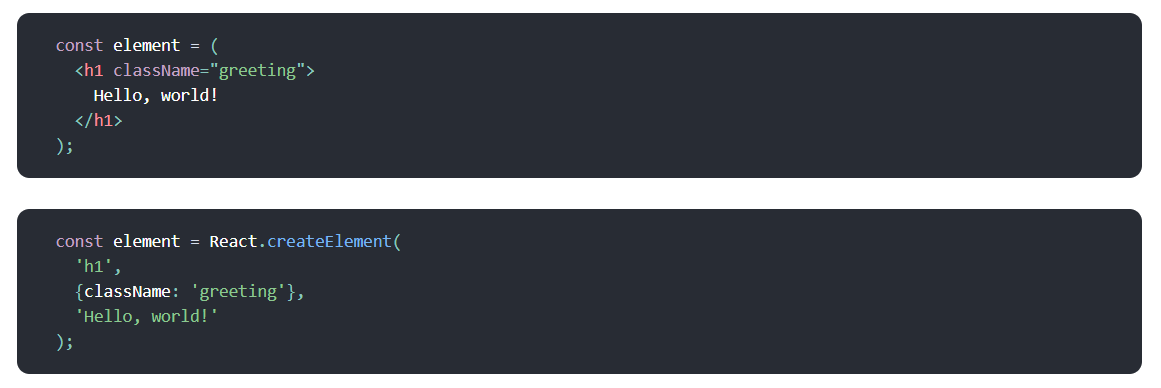 const element = (
  <h1 className="greeting">
    Hello, world!
  </h1>
);
const element = React.createElement(
  'h1',
  {className: 'greeting'},
  'Hello, world!'
);